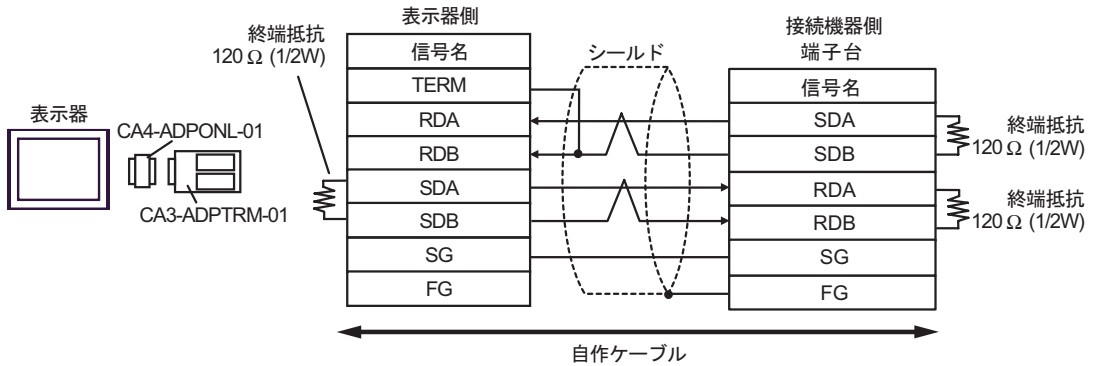 表示器
CA4-ADPONL-01
CA3-ADPTRM-01
終端抵抗
120 Ω (1/2W)
表示器側
信号名
TERM
RDA
RDB
SDA
SDB
SG
FG
シールド
接続機器側
端子台
信号名
SDA
SDB
RDA
RDB
SG
FG
終端抵抗
120 Ω (1/2W)
終端抵抗
120 Ω (1/2W)
自作ケーブル